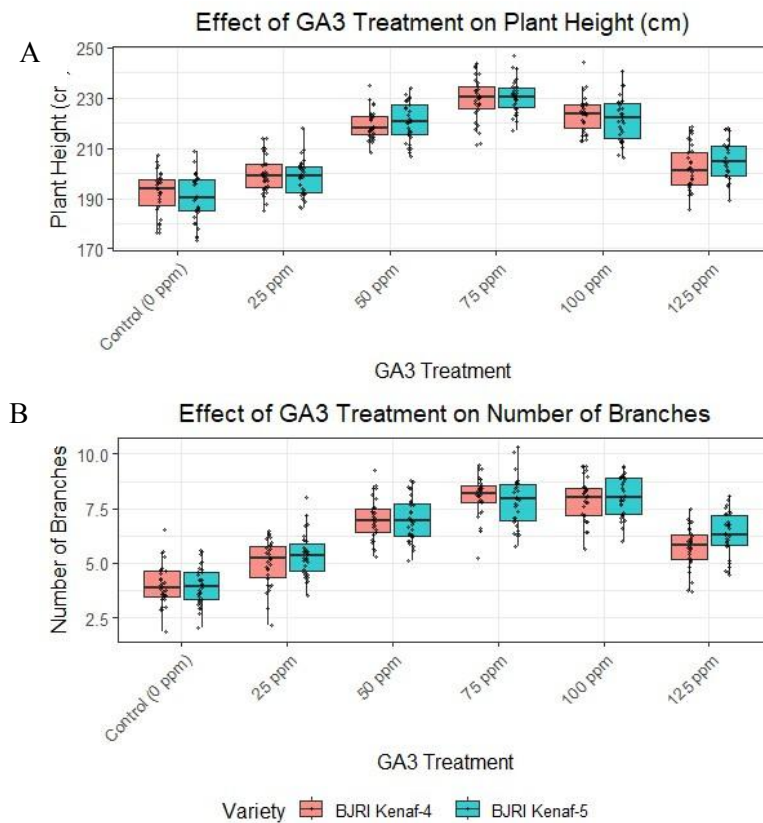 A
Effect of GA3 Treatment on Plant Height (cm)
Plant Height (cr
250
230
210
190
170
Control (0 ppm)
25 ppm
50 ppm
75 ppm
100 ppm
125 ppm
GA3 Treatment
B
Effect of GA3 Treatment on Number of Branches
Number of Branches
10.0
7.5
5.0
2.5
Control (0 ppm)
25 ppm
50 ppm
75 ppm
100 ppm
125 ppm
GA3 Treatment
Variety BJRI Kenaf-4 BJRI Kenaf-5